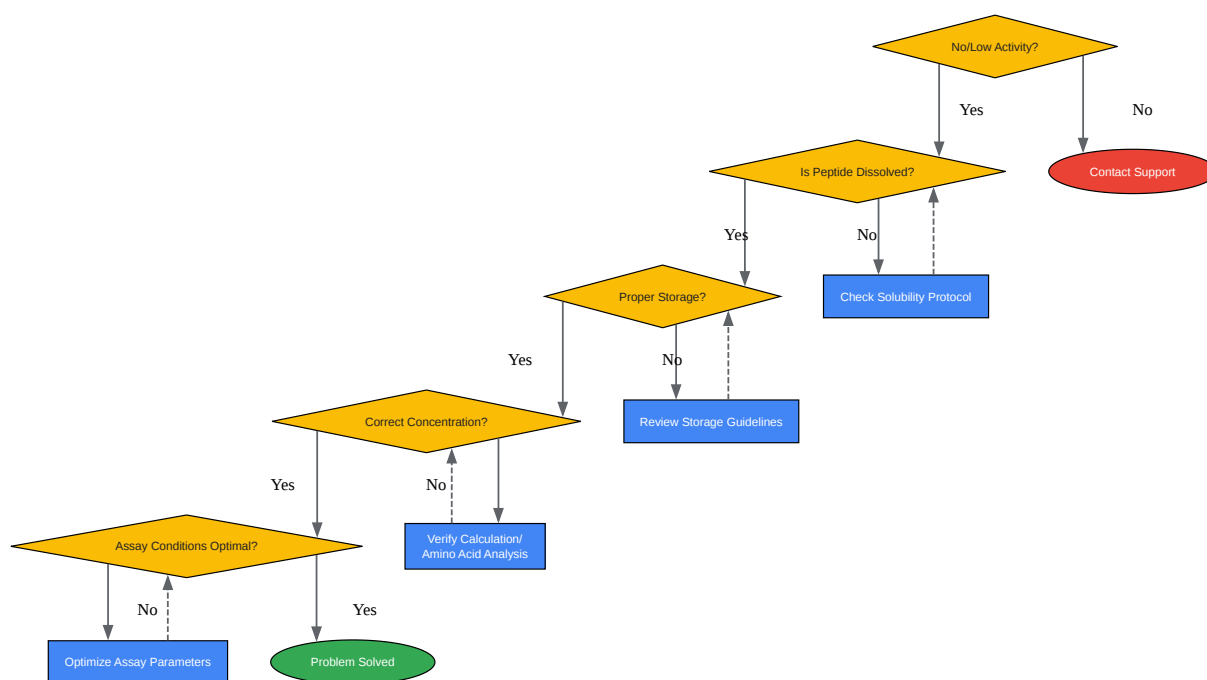 No/Low Activity?
Yes
No
Is Peptide Dissolved?
Contact Support
Yes
No
Proper Storage?
Check Solubility Protocol
Yes
No
Correct Concentration?
Review Storage Guidelines
Yes
No
Assay Conditions Optimal?
Verify Calculation/
Amino Acid Analysis
No
Yes
Optimize Assay Parameters
Problem Solved